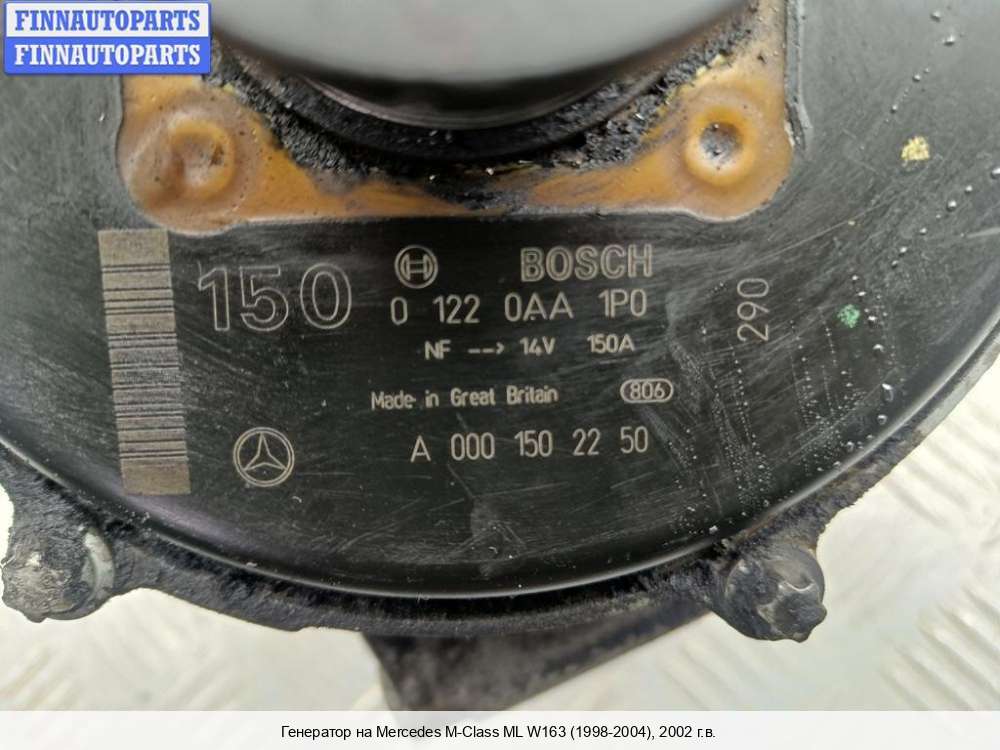 FINNAUTOPARTS
FINNAUTOPARTS
150
BOSCH
0 122 0AA 1P0
NF --> 14V 150A
290
Made in Great Britain 806
A 000 150 22 50
Генератор на Mercedes M-Class ML W163 (1998-2004), 2002 г.в.